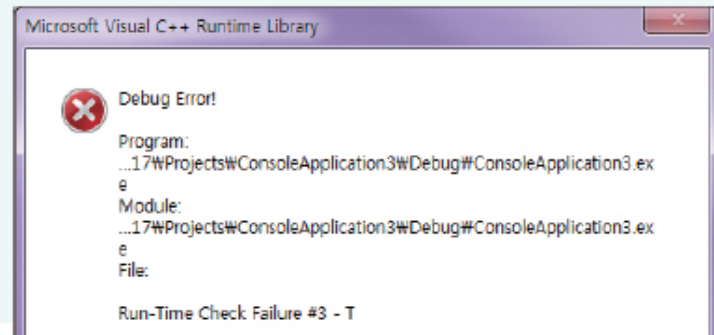 Microsoft Visual C++ Runtime Library
Debug Error!
Program:
...17₩Projects₩ConsoleApplication3₩Debug₩ConsoleApplication3.ex
e
Module:
...17₩Projects₩ConsoleApplication3₩Debug₩ConsoleApplication3.ex
e
File:
Run-Time Check Failure #3 - T